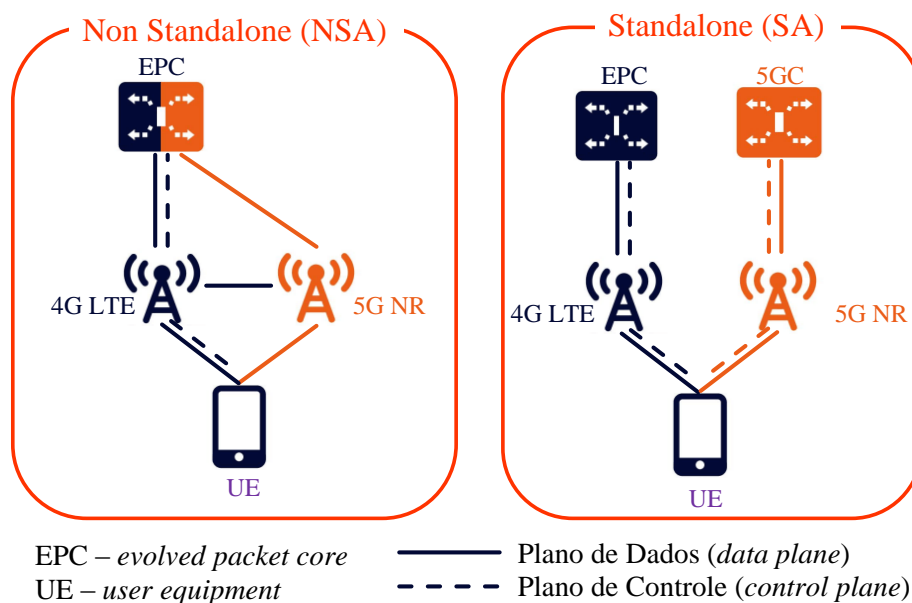 Non Standalone (NSA)
EPC
4G LTE
5G NR
UE
Standalone (SA)
EPC
5GC
4G LTE
5G NR
UE
EPC – evolved packet core
UE – user equipment
Plano de Dados (data plane)
Plano de Controle (control plane)